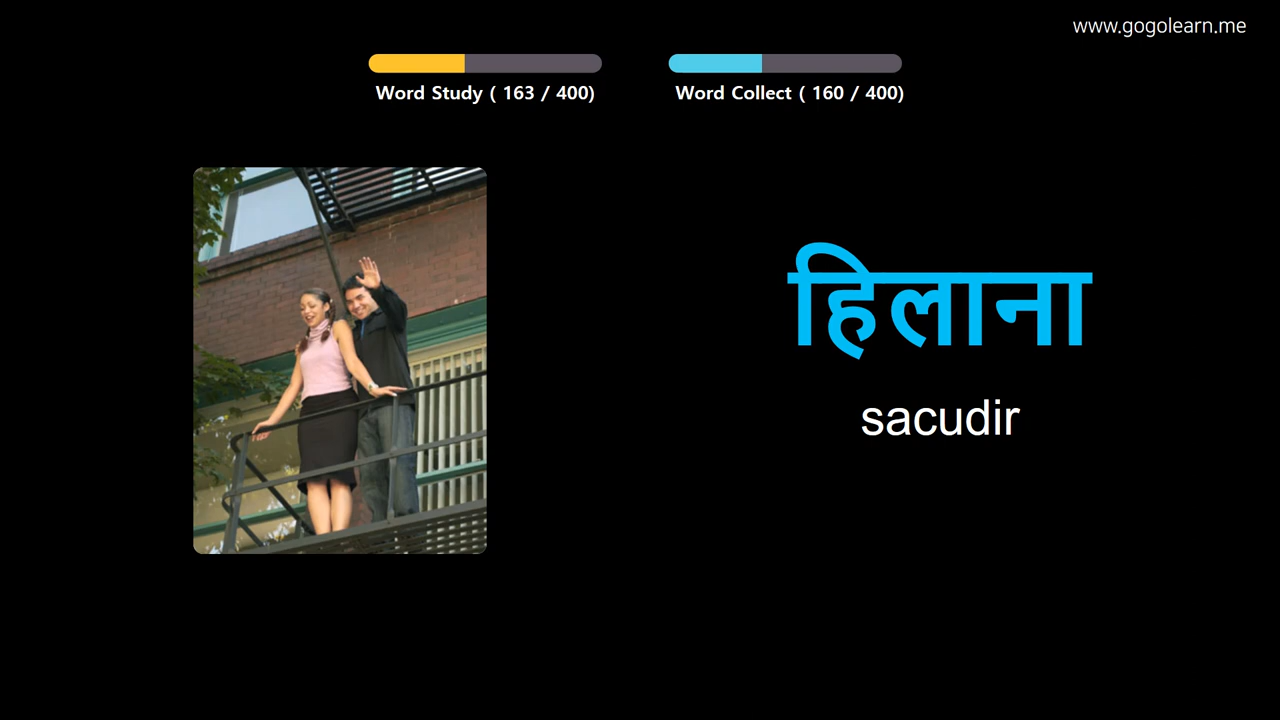 www.gogolearn.me
Word Study ( 163 / 400)
Word Collect ( 160 / 400)
हिलाना
sacudir